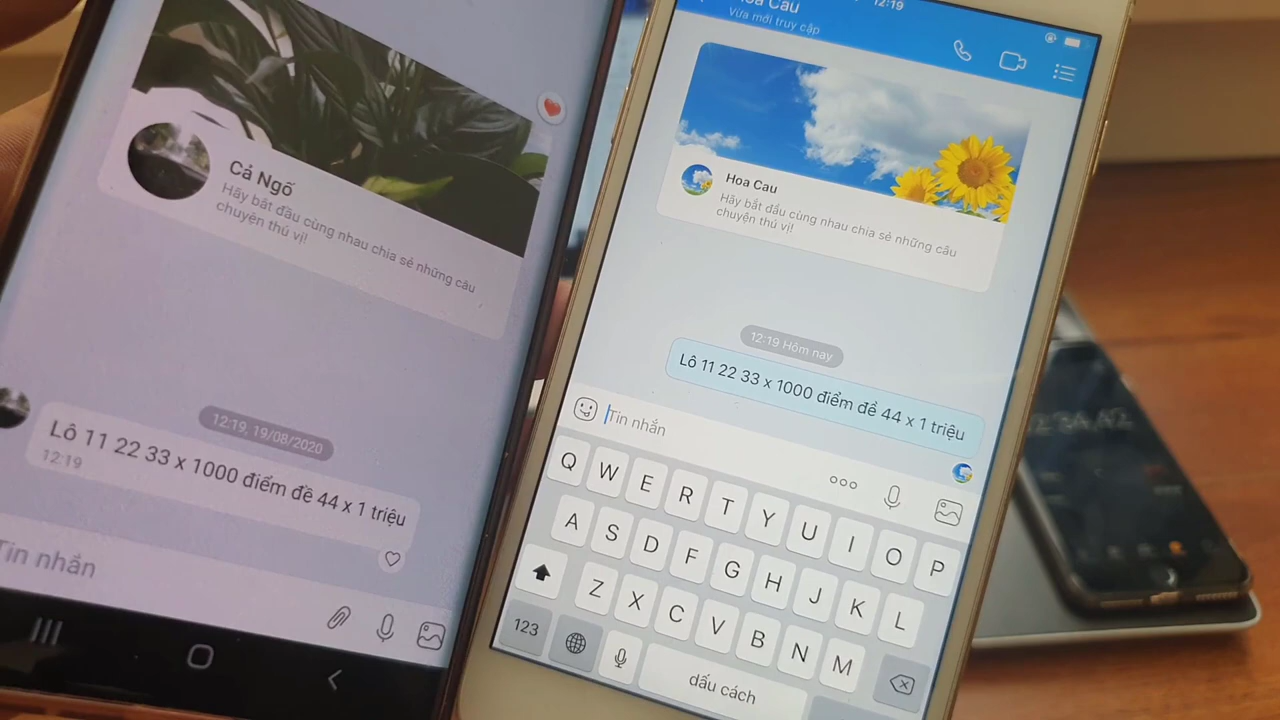 Cả Ngố
Hãy bắt đầu cùng nhau chia sẻ những câu
chuyện thú vị!
12:19, 19/08/2020
Lô 11 22 33 x 1000 điểm đề 44 x 1 triệu
12:19
Tin nhắn
12:19
Hoa Cau
Vừa mới truy cập
Hoa Cau
Hãy bắt đầu cùng nhau chia sẻ những câu
chuyện thú vị!
12:19 Hôm nay
Lô 11 22 33 x 1000 điểm đề 44 x 1 triệu
Tin nhắn
Q W E R T Y U I O P
A S D F G H J K L
Z X C V B N M
123
dấu cách